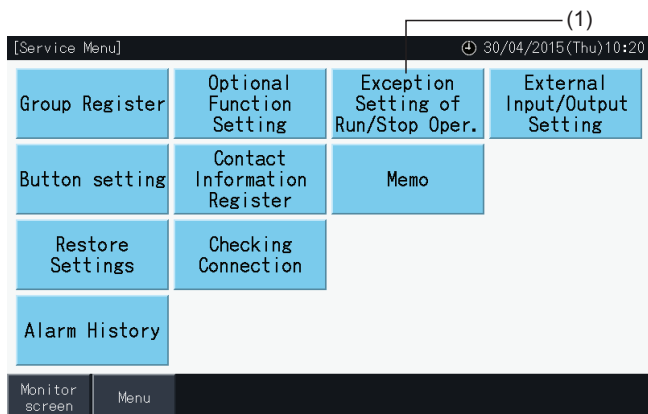 (1)
[Service Menu] 30/04/2015(Thu)10:20
Group Register
Optional
Function
Setting
Exception
Setting of
Run/Stop Oper.
External
Input/Output
Setting
Button setting
Contact
Information
Register
Memo
Restore
Settings
Checking
Connection
Alarm History
Monitor
screen
Menu